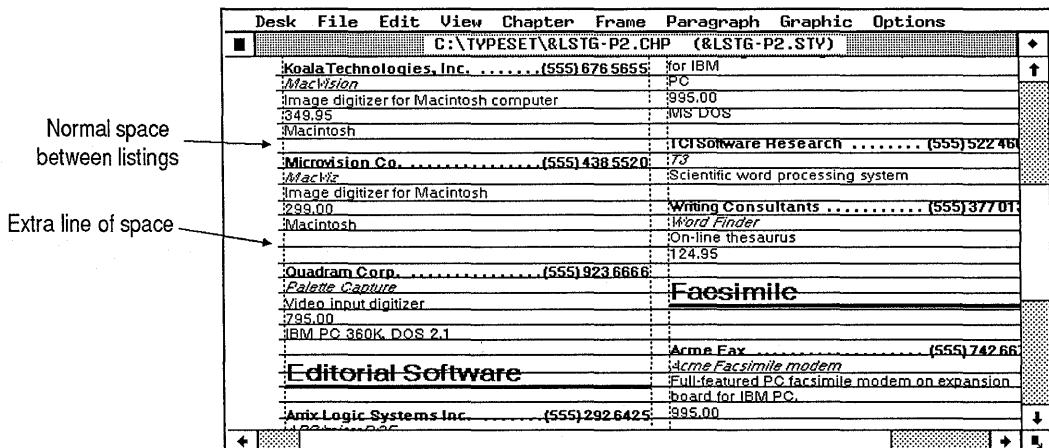 Desk File Edit View Chapter Frame Paragraph Graphic Options
C:\TYPESET\&LSTG-P2.CHP (&LSTG-P2.STY)
Normal space
between listings
Extra line of space
Koala Technologies, Inc. .......(555) 676 5655
MacVision
Image digitizer for Macintosh computer
349.95
Macintosh
Microvision Co. ...............(555) 438 5520
MacViz
Image digitizer for Macintosh
299.00
Macintosh
Quadram Corp. ...............(555) 923 6666
Palette Capture
Video input digitizer
795.00
IBM PC 360K, DOS 2.1
Editorial Software
Amix Logic Systems Inc. .......(555) 292 6425
for IBM
PC
995.00
MS DOS
TCI Software Research ........ (555) 522 46
T3
Scientific word processing system
Writing Consultants ........... (555) 377 01
Word Finder
On-line thesaurus
124.95
Facsimile
Acme Fax .................... (555) 742 66
Acme Facsimile modem
Full-featured PC facsimile modem on expansion
board for IBM PC.
995.00